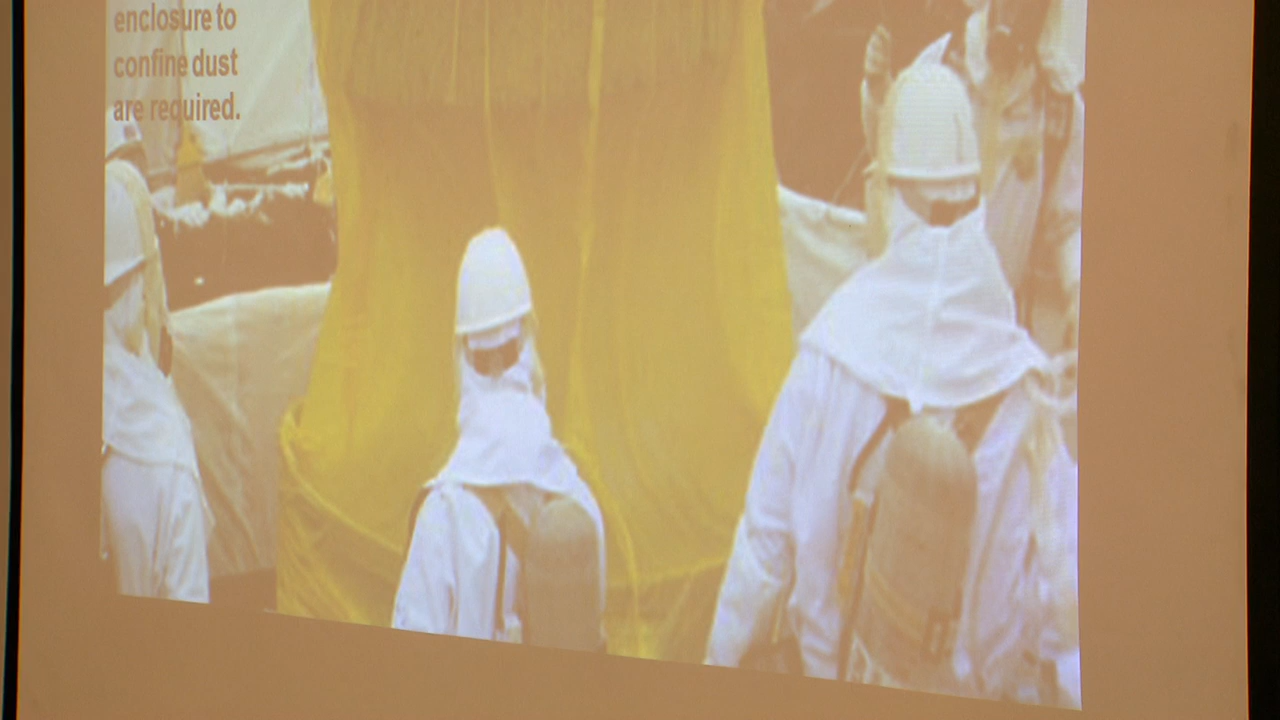 enclosure to
confine dust
are required.